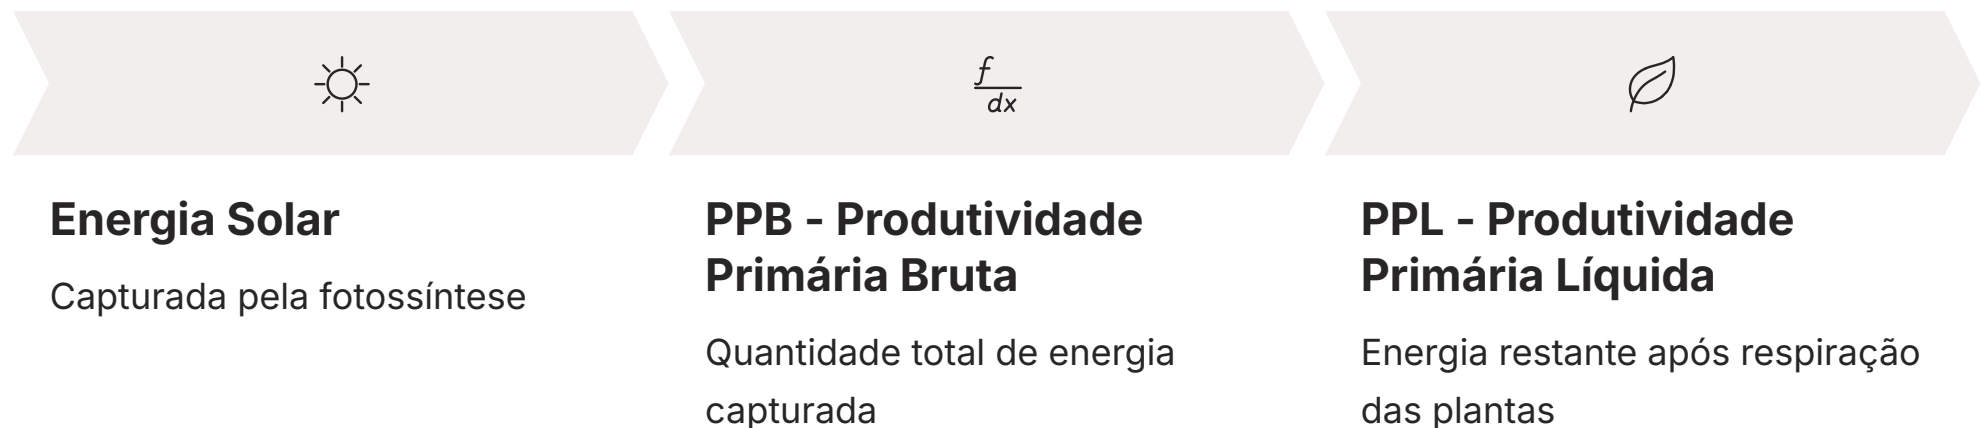 f
dx
Energia Solar
Capturada pela fotossíntese
PPB - Produtividade
Primária Bruta
Quantidade total de energia
capturada
PPL - Produtividade
Primária Líquida
Energia restante após respiração
das plantas